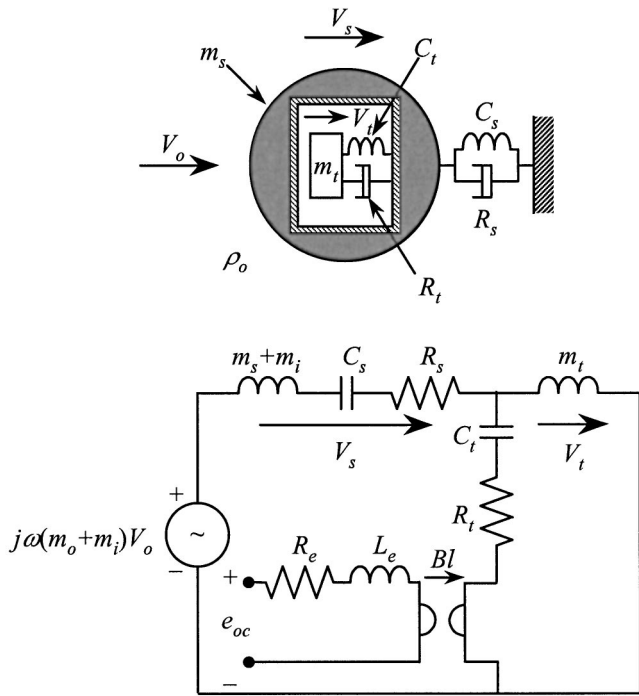 V_s
C_t
m_s
C_s
V_o
V_t
m_t
R_s
ρ_o
R_t
m_s+m_i C_s R_s m_t
V_s
C_t
V_t
+
jω(m_o+m_i)V_o
~
−
R_t
R_e L_e Bl
+
e_oc
−